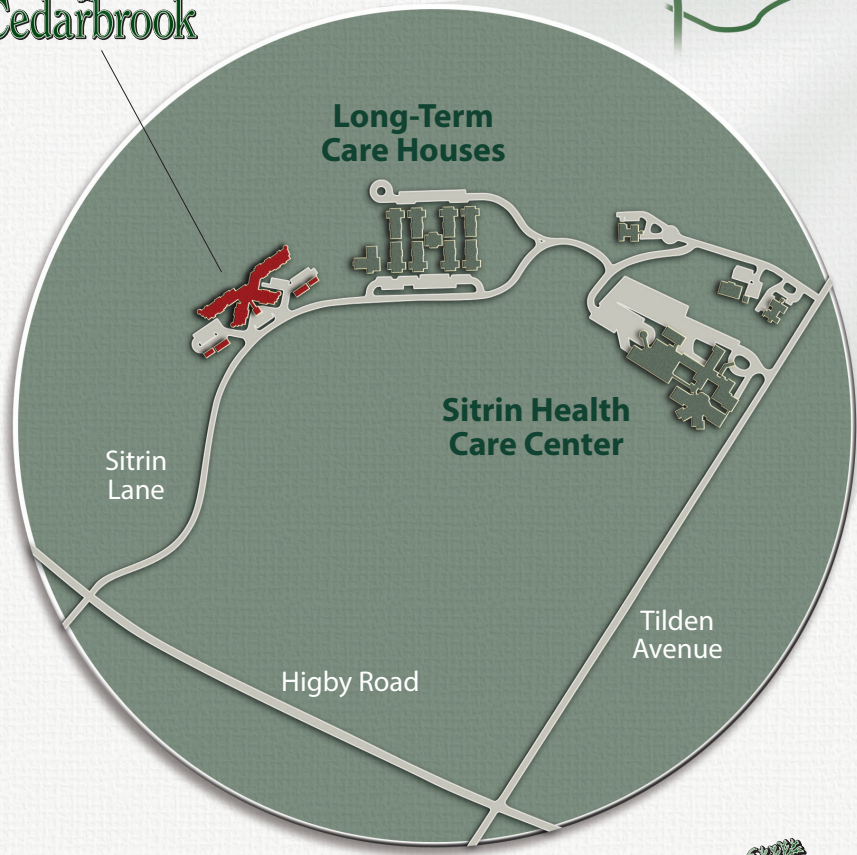 Cedarbrook
Long-Term
Care Houses
Sitrin Health
Care Center
Sitrin
Lane
Tilden
Avenue
Higby Road